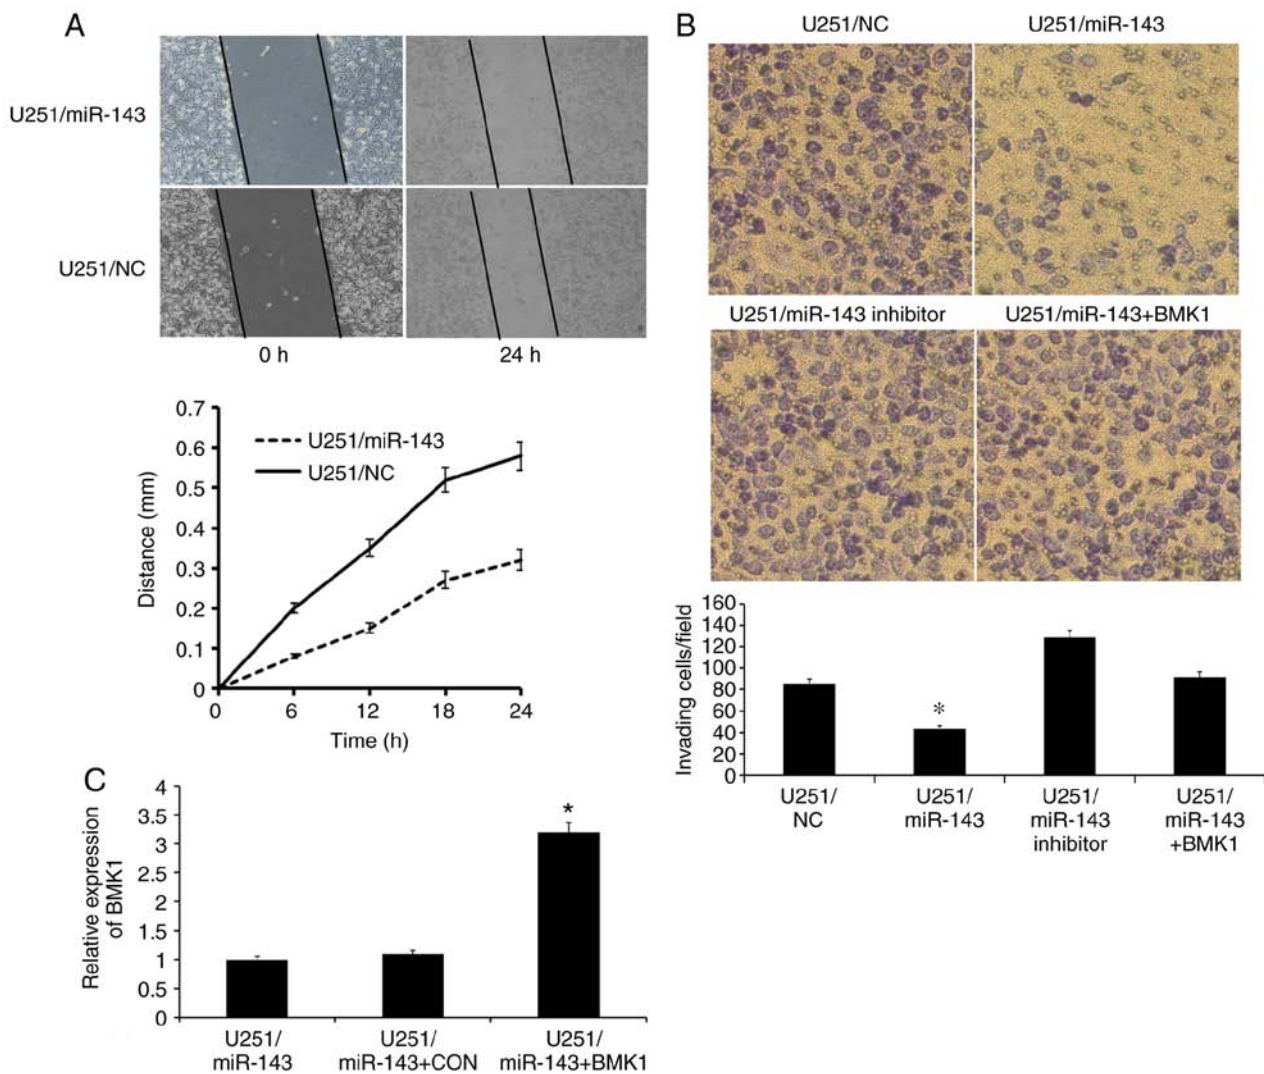 A
U251/miR-143
U251/NC
0 h
24 h
0.7
0.6
0.5
0.4
0.3
0.2
0.1
0
Distance (mm)
U251/miR-143
U251/NC
0 6 12 18 24
Time (h)
B
U251/NC
U251/miR-143
U251/miR-143 inhibitor
U251/miR-143+BMK1
160
140
120
100
80
60
40
20
0
Invading cells/field
*
U251/
NC
U251/
miR-143
U251/
miR-143
inhibitor
U251/
miR-143
+BMK1
C
4
3.5
3
2.5
2
1.5
1
0.5
0
Relative expression
of BMK1
*
U251/
miR-143
U251/
miR-143+CON
U251/
miR-143+BMK1